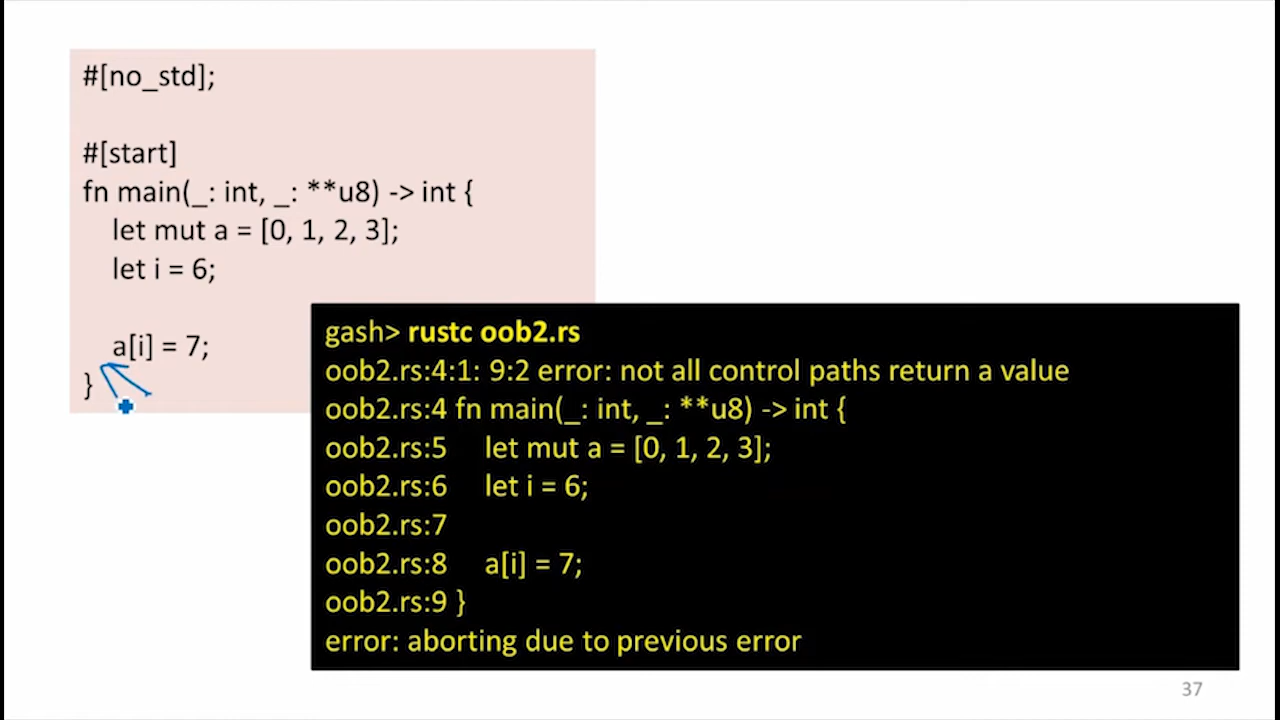 #[no_std];
#[start]
fn main(_: int, _: **u8) -> int {
let mut a = [0, 1, 2, 3];
let i = 6;
a[i] = 7;
}
gash> rustc oob2.rs
oob2.rs:4:1: 9:2 error: not all control paths return a value
oob2.rs:4 fn main(_: int, _: **u8) -> int {
oob2.rs:5 let mut a = [0, 1, 2, 3];
oob2.rs:6 let i = 6;
oob2.rs:7
oob2.rs:8 a[i] = 7;
oob2.rs:9 }
error: aborting due to previous error
37